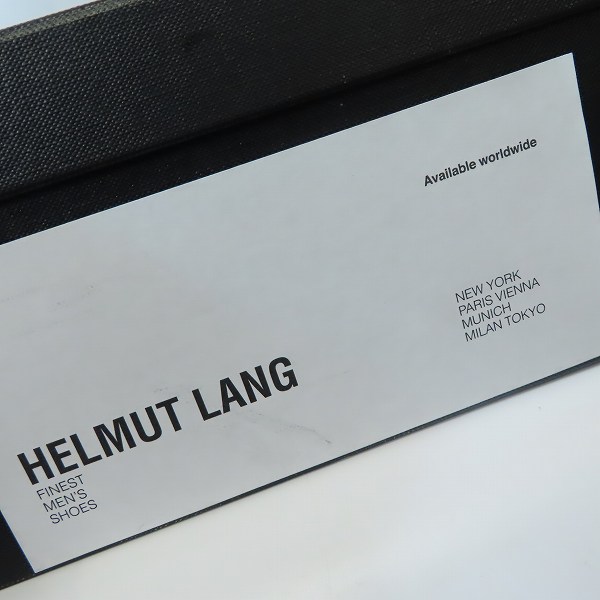 Available worldwide
NEW YORK
PARIS VIENNA
MUNICH
MILAN TOKYO
HELMUT LANG
FINEST
MEN'S
SHOES